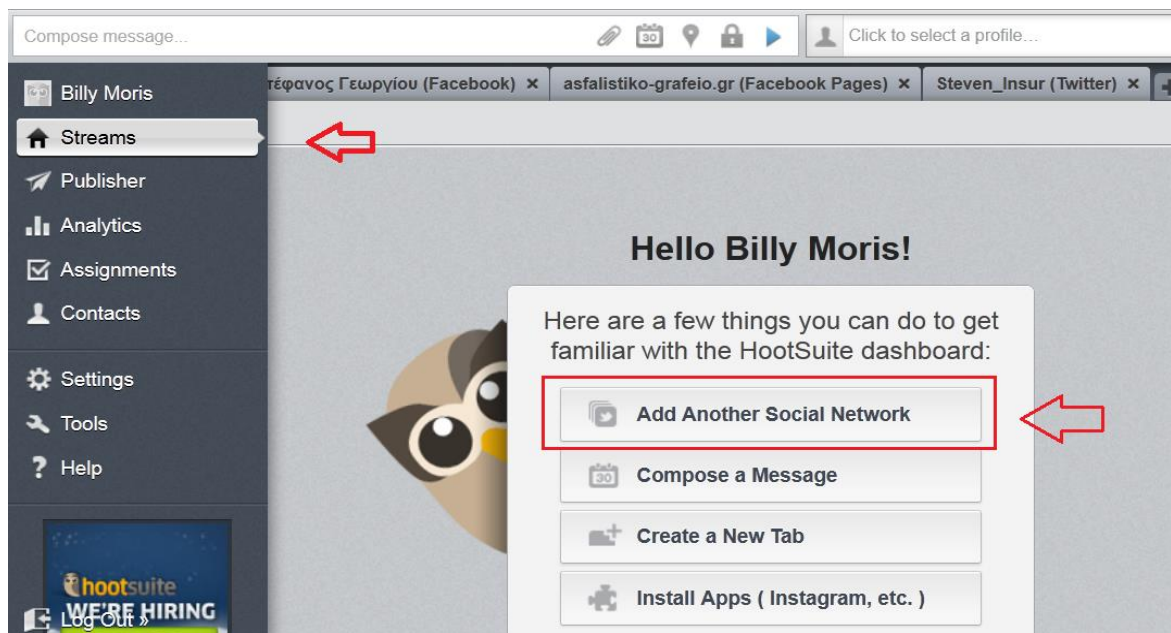 Compose message...
30
Click to select a profile...
Billy Moris
τέφανος Γεωργίου (Facebook) ×
asfalistiko-grafeio.gr (Facebook Pages) ×
Steven_Insur (Twitter) ×
Streams
Publisher
Analytics
Assignments
Contacts
Settings
Tools
? Help
hootsuite
WE'RE HIRING
Log Out »
Hello Billy Moris!
Here are a few things you can do to get
familiar with the HootSuite dashboard:
Add Another Social Network
30 Compose a Message
Create a New Tab
Install Apps ( Instagram, etc. )